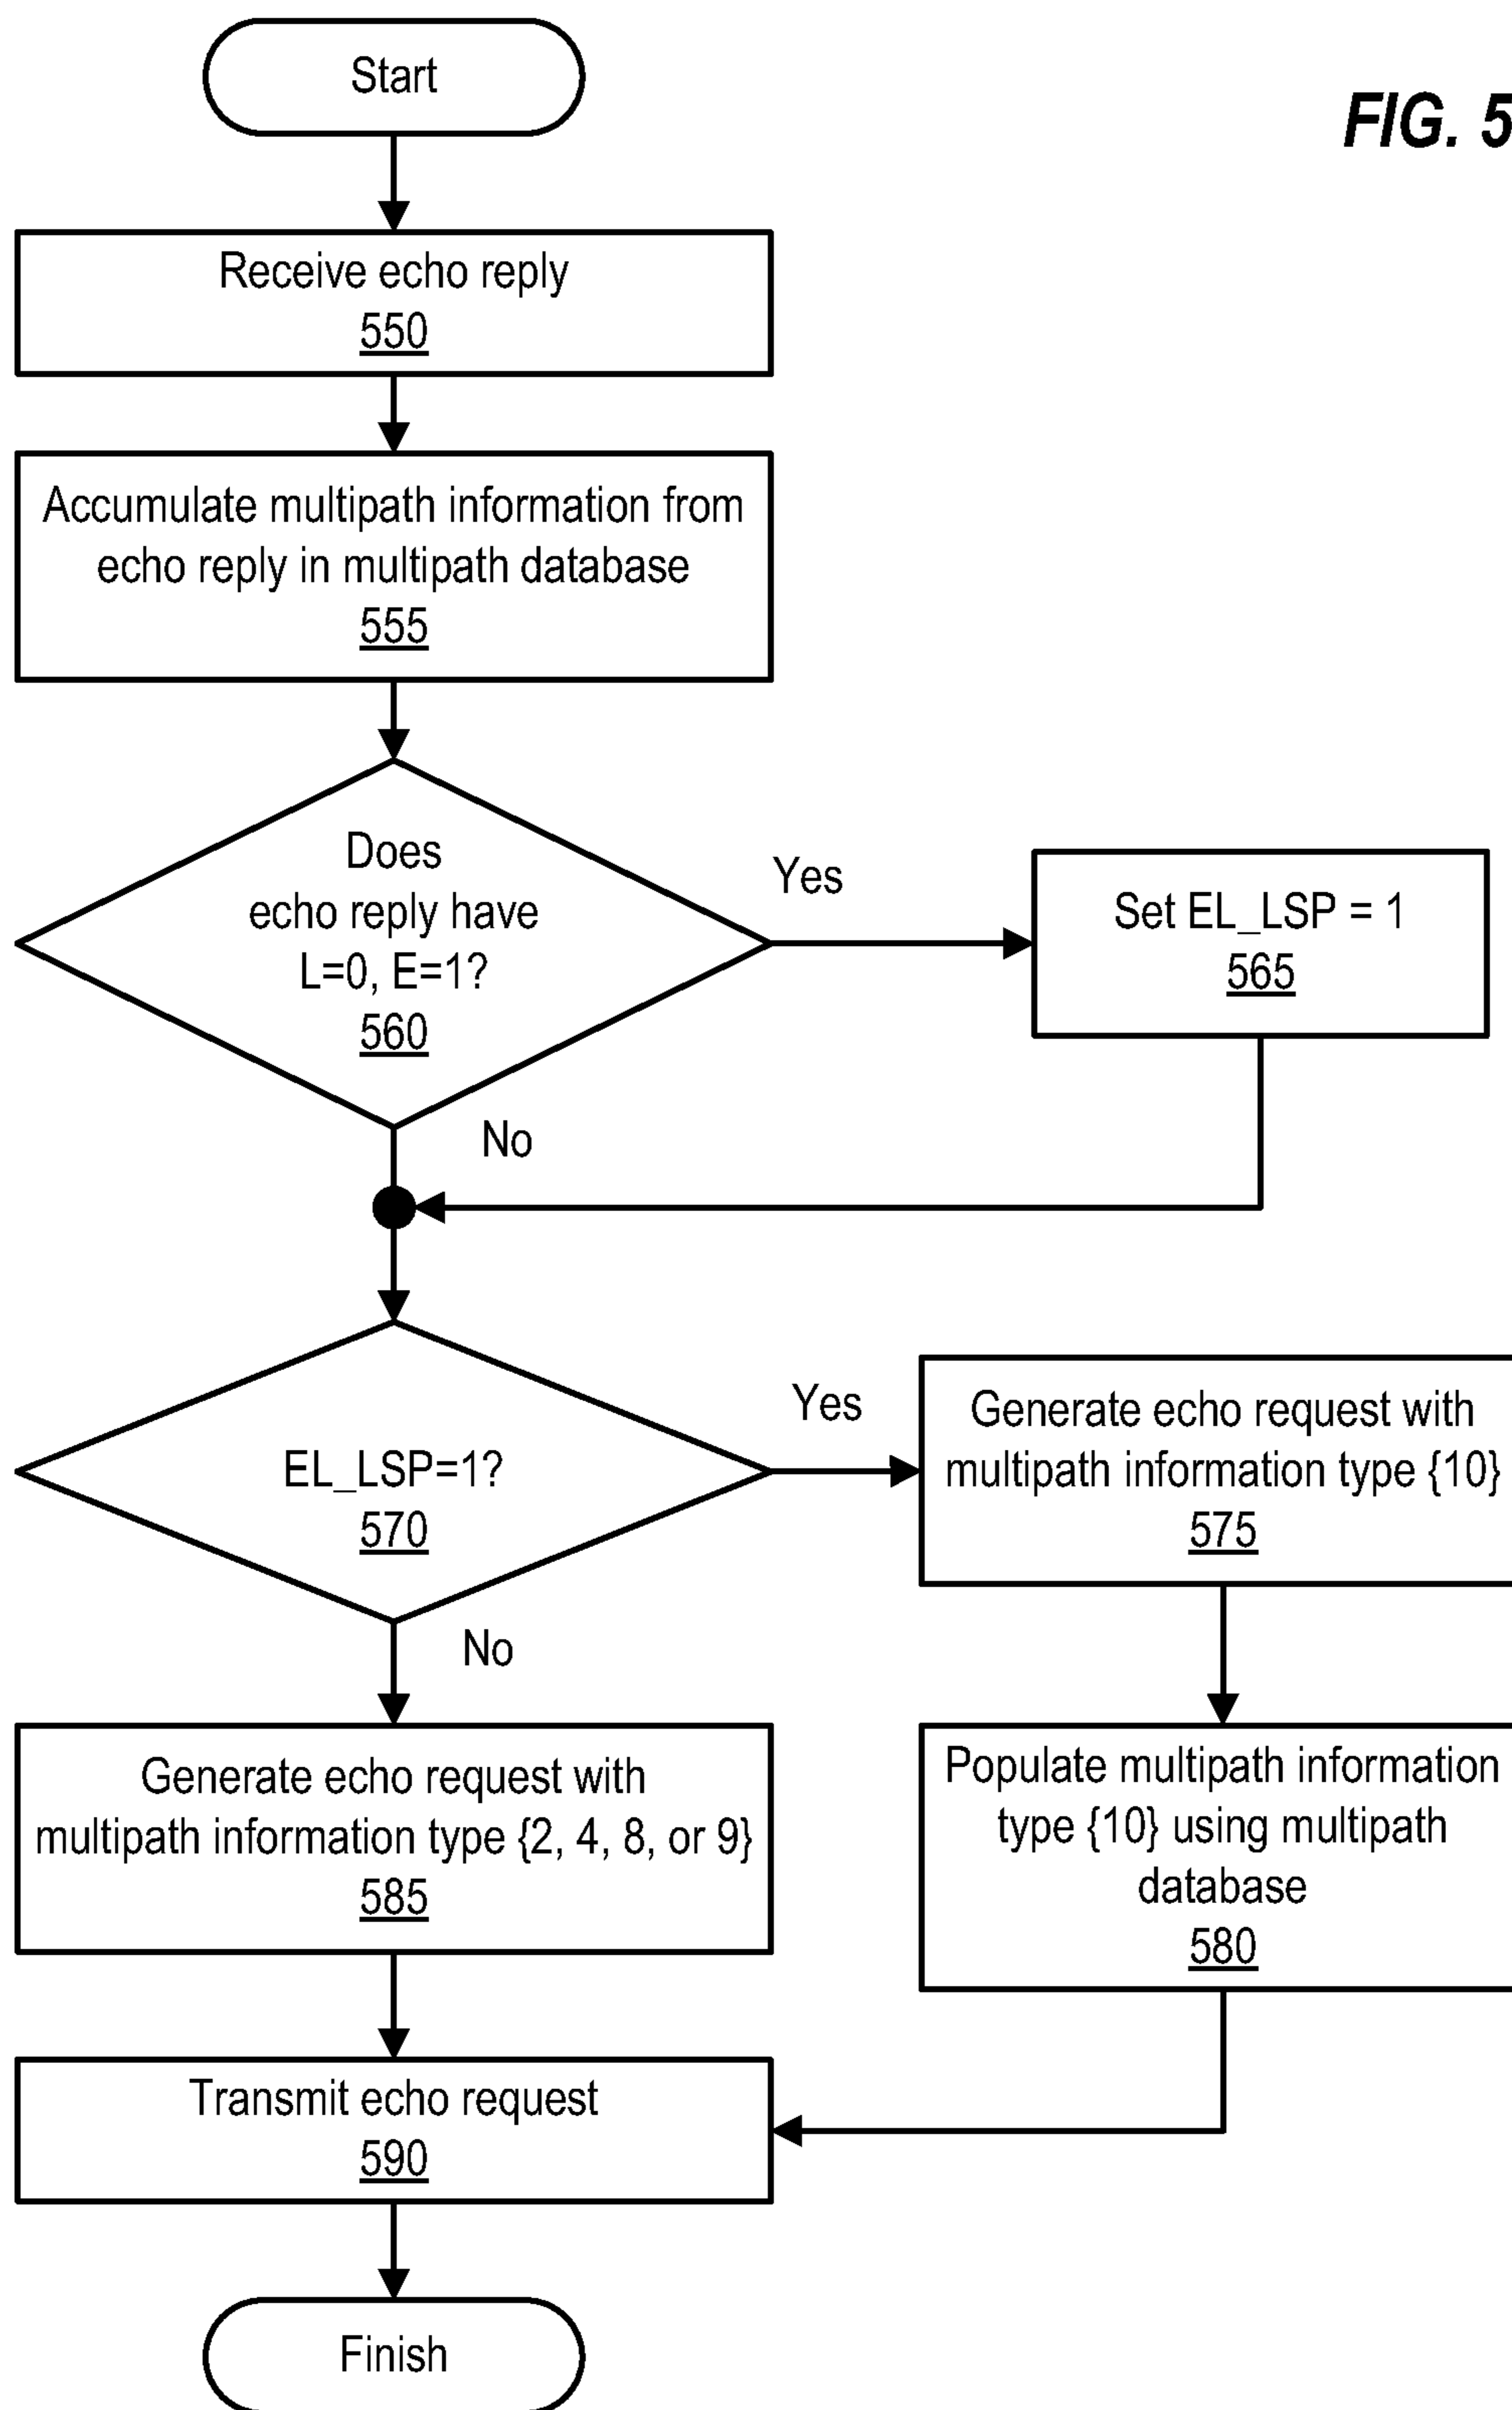 Start
FIG. 5
Receive echo reply
550
Accumulate multipath information from
echo reply in multipath database
555
Does
echo reply have
L=0, E=1?
560
Yes
Set EL_LSP = 1
565
No
EL_LSP=1?
570
Yes
Generate echo request with
multipath information type {10}
575
No
Generate echo request with
multipath information type {2, 4, 8, or 9}
585
Populate multipath information
type {10} using multipath
database
580
Transmit echo request
590
Finish